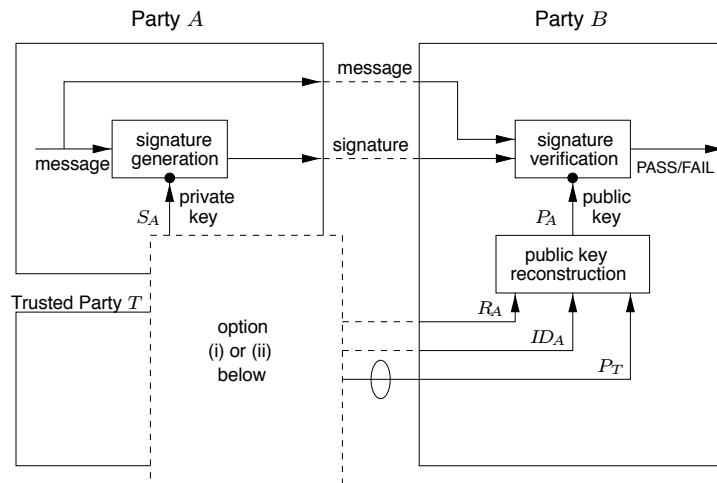 Party A
Party B
message
signature
generation
message
signature
signature
verification
PASS/FAIL
private
key
S_A
public
key
P_A
public key
reconstruction
Trusted Party T
option
(i) or (ii)
below
R_A
ID_A
P_T